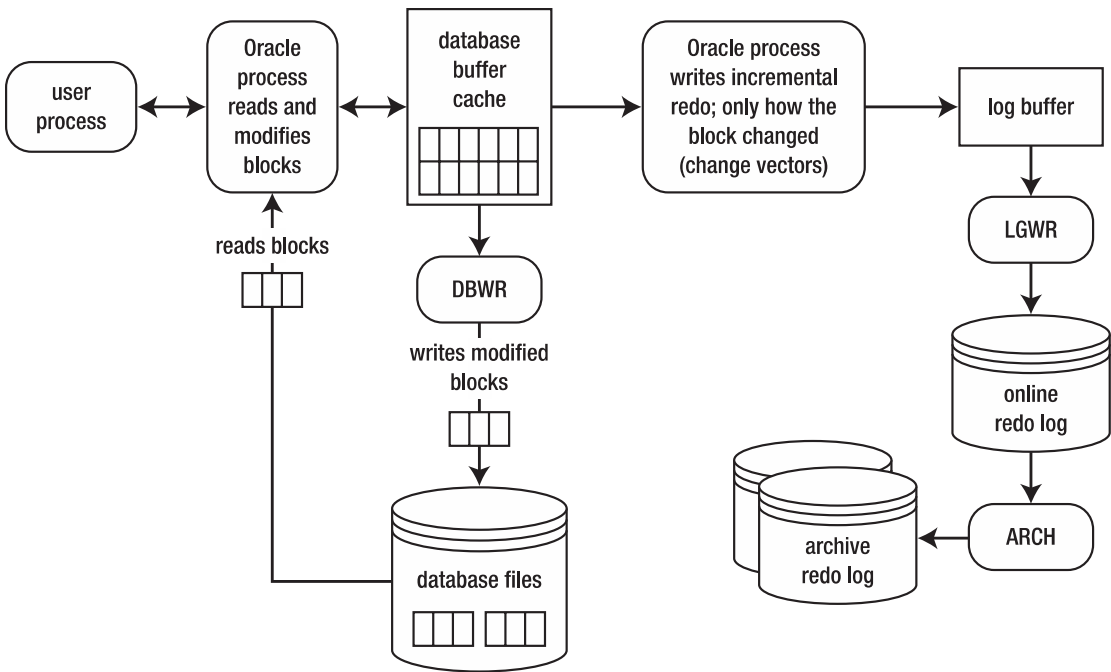 user
process
Oracle
process
reads and
modifies
blocks
database
buffer
cache
Oracle process
writes incremental
redo; only how the
block changed
(change vectors)
log buffer
reads blocks
DBWR
writes modified
blocks
database files
LGWR
online
redo log
ARCH
archive
redo log